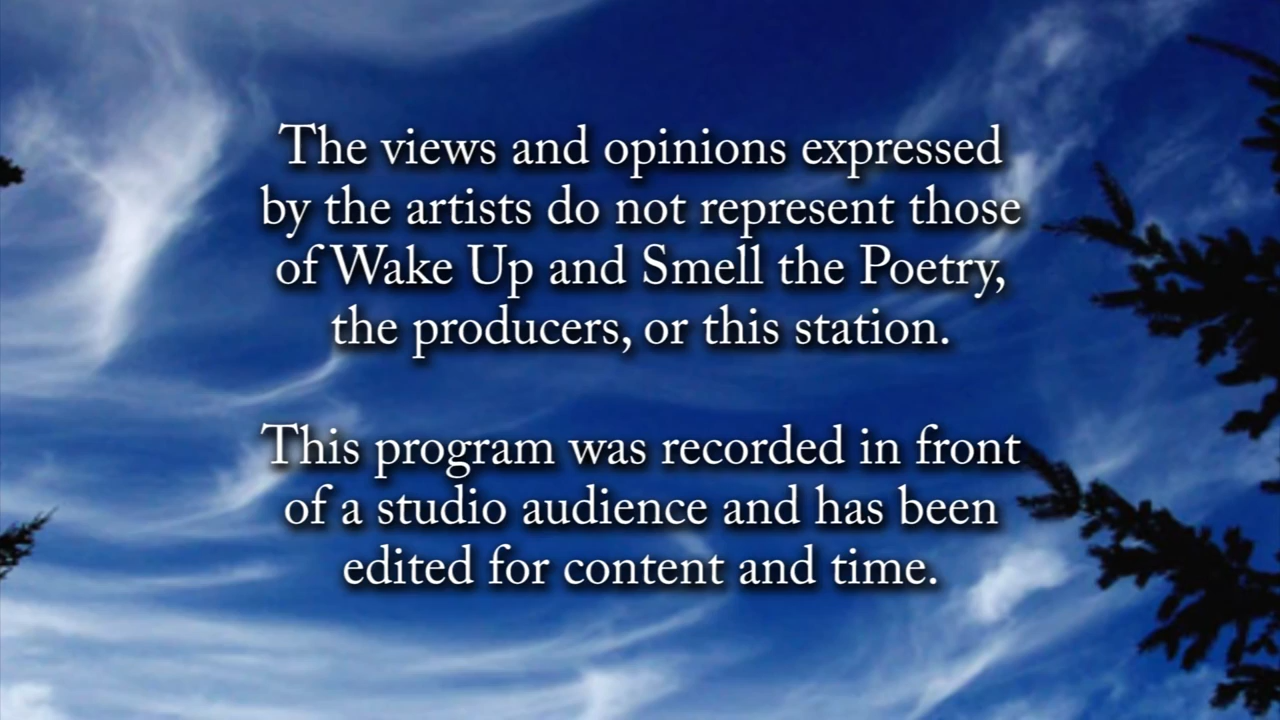 The views and opinions expressed
by the artists do not represent those
of Wake Up and Smell the Poetry,
the producers, or this station.
This program was recorded in front
of a studio audience and has been
edited for content and time.